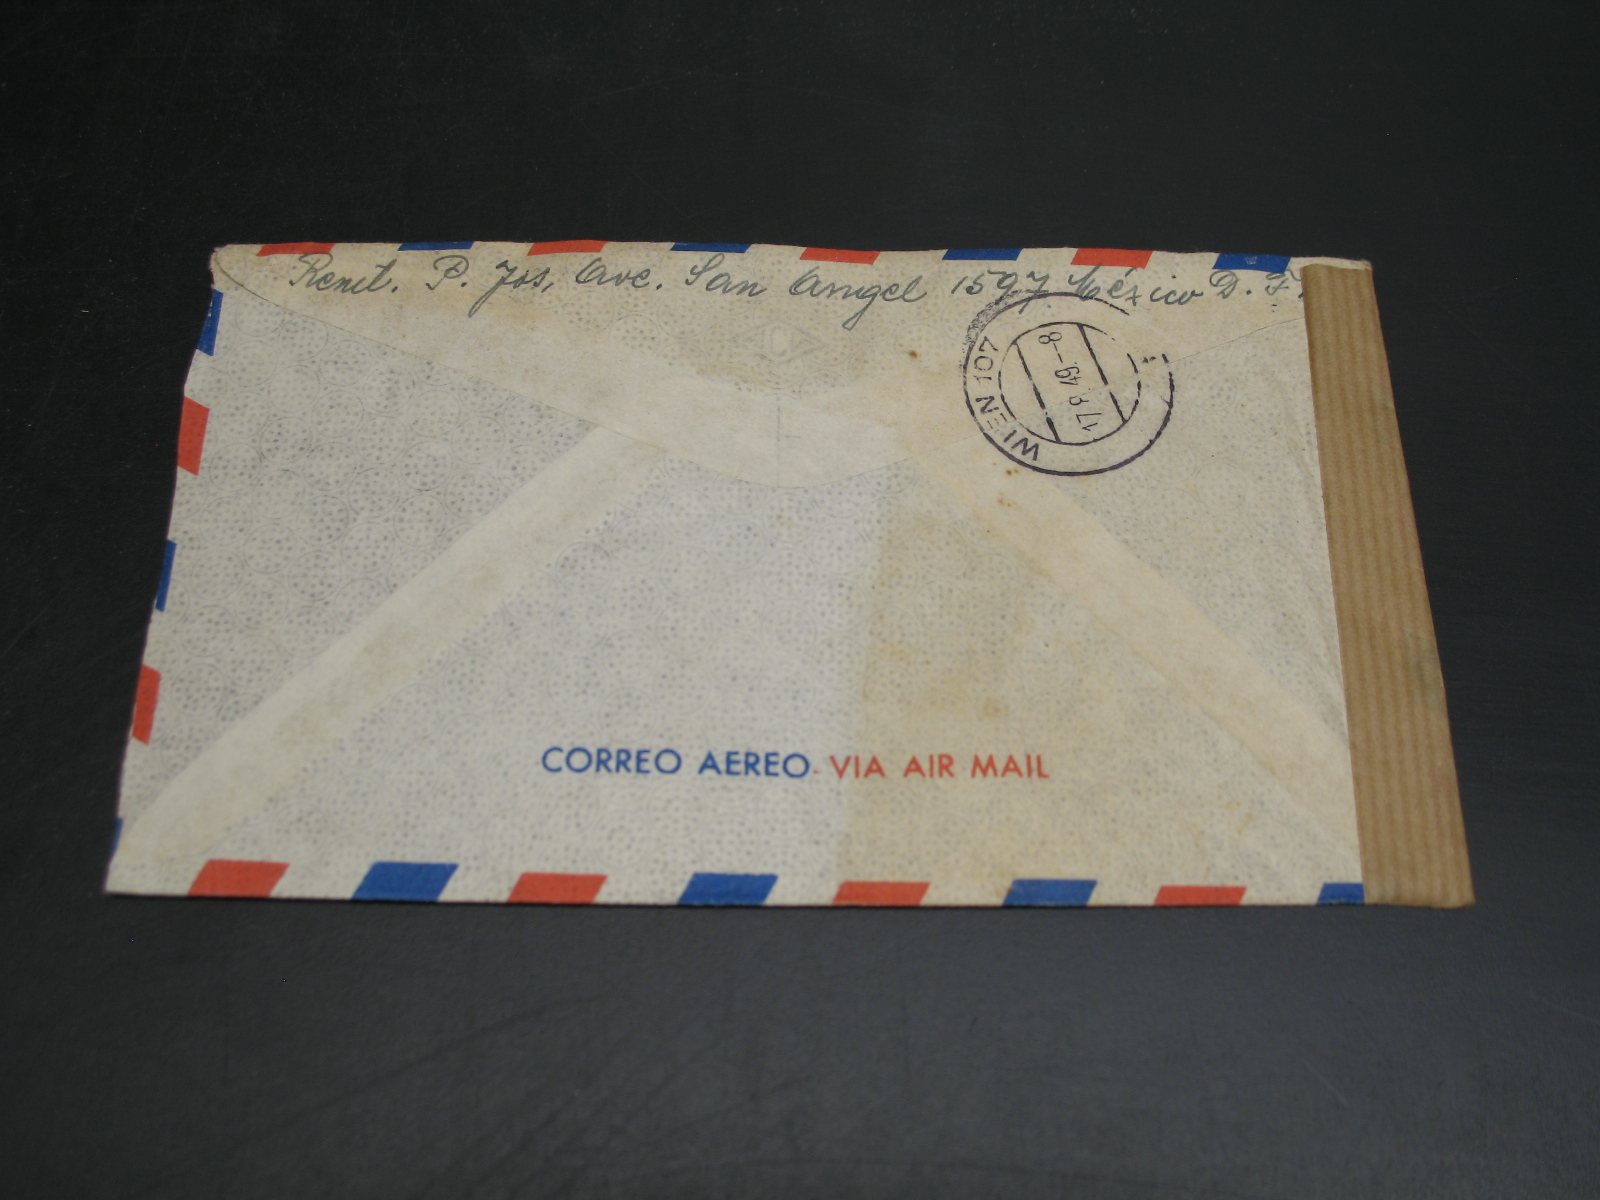 Remit. P. Jos, Ave. San Angel 1597 México D. F.
WIEN 107
17 8 49.–8
CORREO AEREO - VIA AIR MAIL